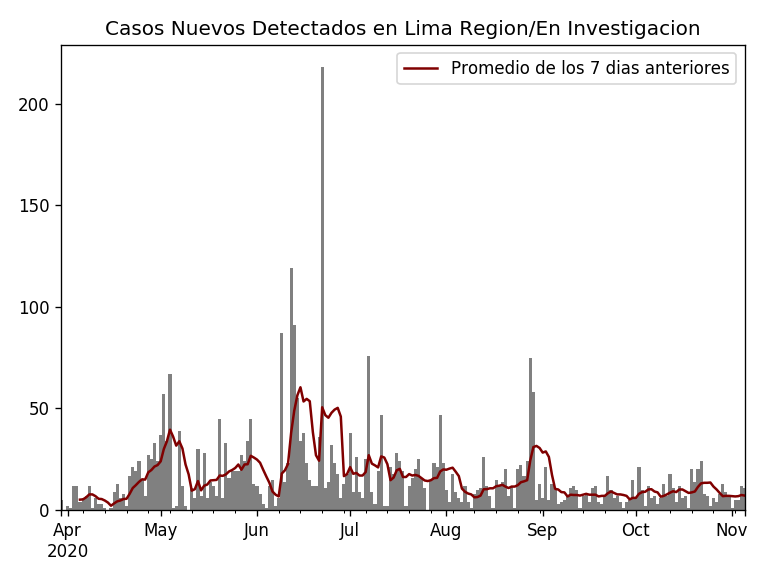 Casos Nuevos Detectados en Lima Region/En Investigacion
Promedio de los 7 dias anteriores
200
150
100
50
0
Apr May Jun Jul Aug Sep Oct Nov
2020